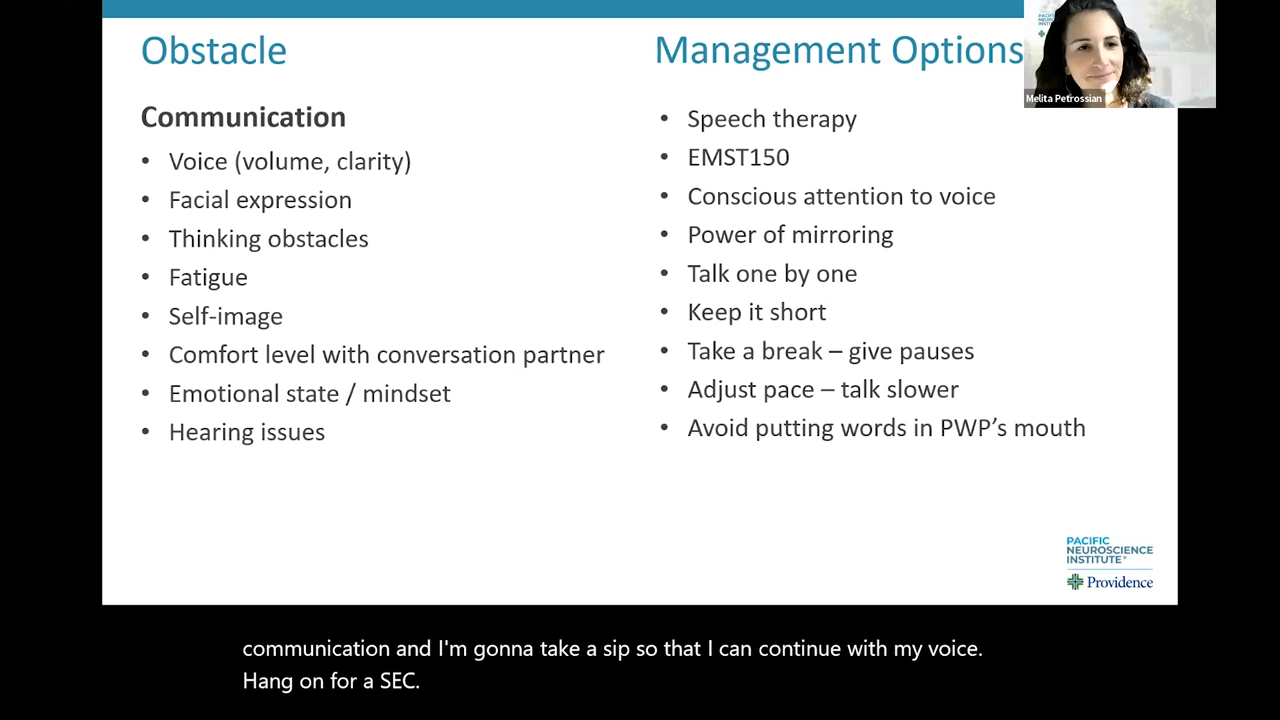 Obstacle
Communication
• Voice (volume, clarity)
• Facial expression
• Thinking obstacles
• Fatigue
• Self-image
• Comfort level with conversation partner
• Emotional state / mindset
• Hearing issues
Management Options
• Speech therapy
• EMST150
• Conscious attention to voice
• Power of mirroring
• Talk one by one
• Keep it short
• Take a break – give pauses
• Adjust pace – talk slower
• Avoid putting words in PWP’s mouth
Melita Petrossian
PACIFIC
NEUROSCIENCE
INSTITUTE®
Providence
communication and I'm gonna take a sip so that I can continue with my voice.
Hang on for a SEC.